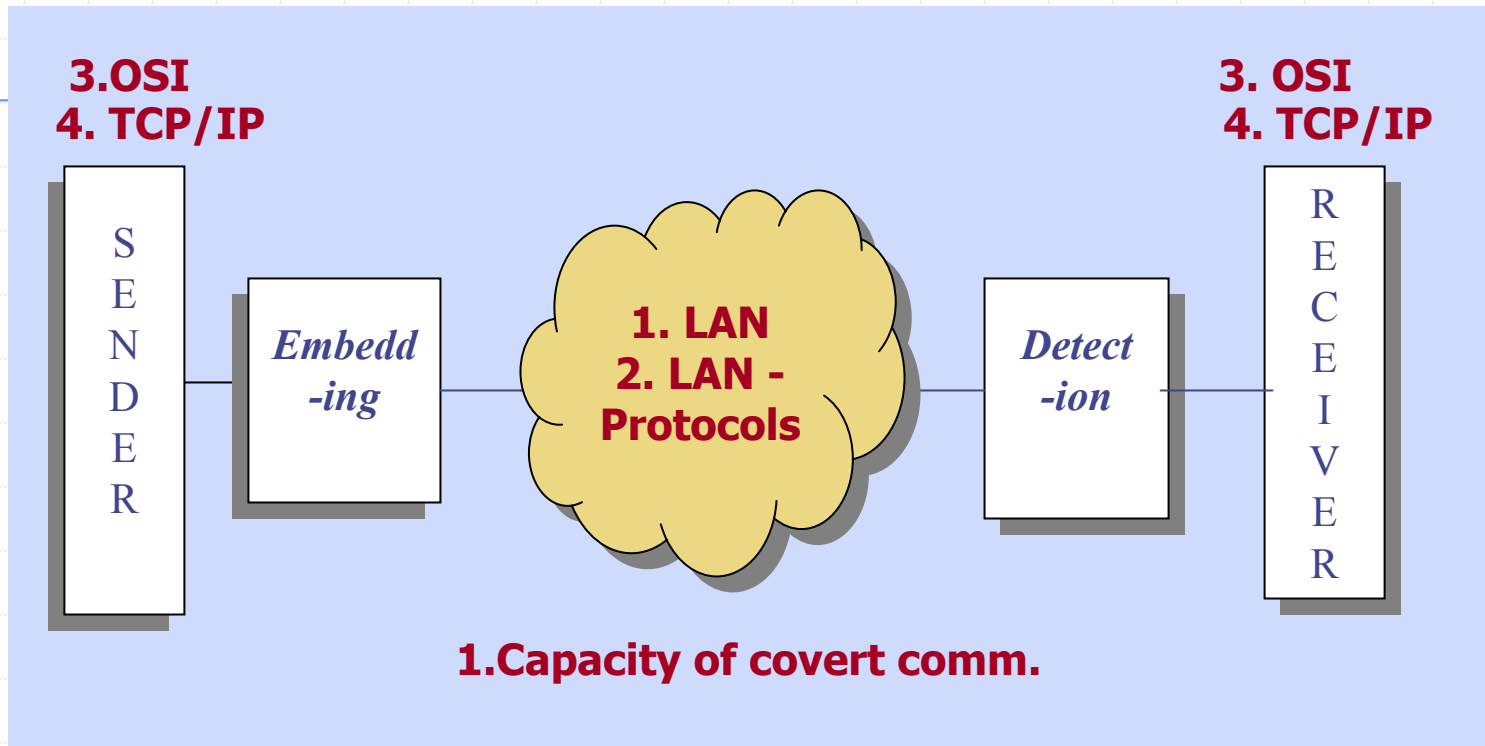 3.OSI
4. TCP/IP
3. OSI
4. TCP/IP
S
E
N
D
E
R
Embedd
-ing
1. LAN
2. LAN -
Protocols
Detect
-ion
R
E
C
E
I
V
E
R
1.Capacity of covert comm.